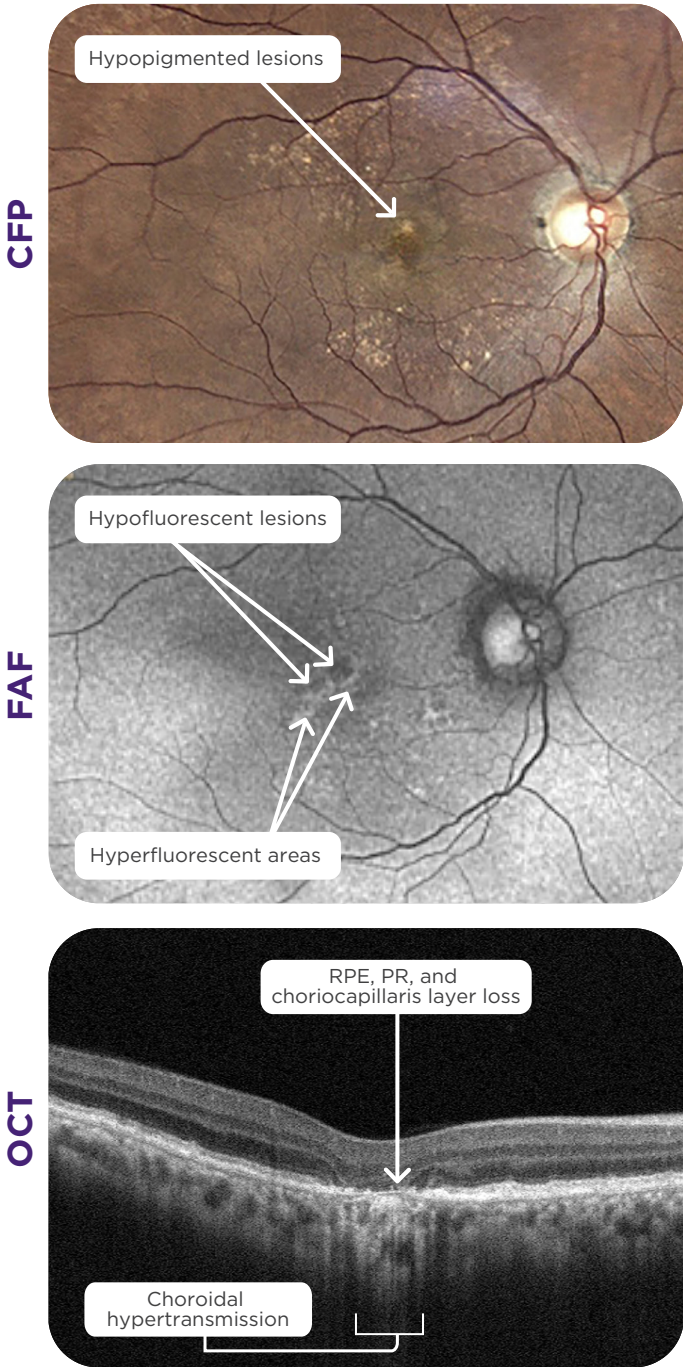 CFP
Hypopigmented lesions
FAF
Hypofluorescent lesions
Hyperfluorescent areas
OCT
RPE, PR, and
choriocapillaris layer loss
Choroidal
hypertransmission